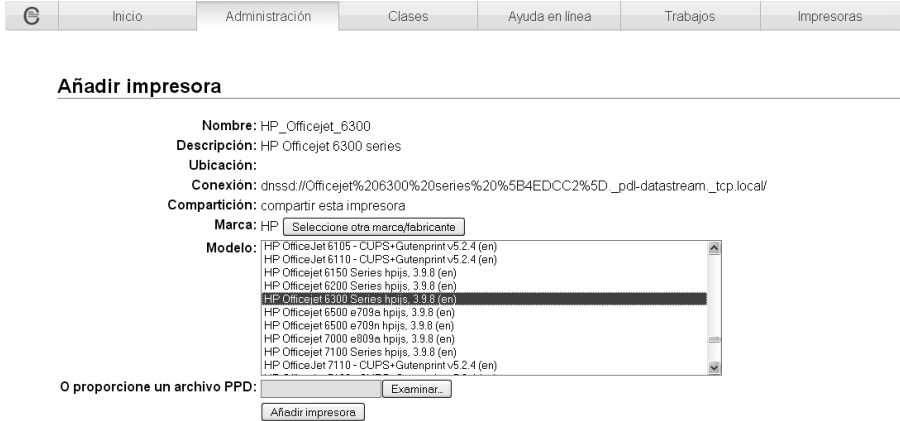 Inicio Administración Clases Ayuda en línea Trabajos Impresoras
Añadir impresora
Nombre: HP_Officejet_6300
Descripción: HP Officejet 6300 series
Ubicación:
Conexión: dnssd://Officejet%206300%20series%20%5B4EDCC2%5D._pdl-datastream._tcp.local/
Compartición: compartir esta impresora
Marca: HP Seleccione otra marca/fabricante
Modelo: HP OfficeJet 6105 - CUPS+Gutenprint v5.2.4 (en)
HP OfficeJet 6110 - CUPS+Gutenprint v5.2.4 (en)
HP Officejet 6150 Series hpijs, 3.9.8 (en)
HP Officejet 6200 Series hpijs, 3.9.8 (en)
HP Officejet 6300 Series hpijs, 3.9.8 (en)
HP Officejet 6500 e709a hpijs, 3.9.8 (en)
HP Officejet 6500 e709n hpijs, 3.9.8 (en)
HP Officejet 7000 e809a hpijs, 3.9.8 (en)
HP Officejet 7100 Series hpijs, 3.9.8 (en)
HP OfficeJet 7110 - CUPS+Gutenprint v5.2.4 (en)
O proporcione un archivo PPD: Examinar...
Añadir impresora